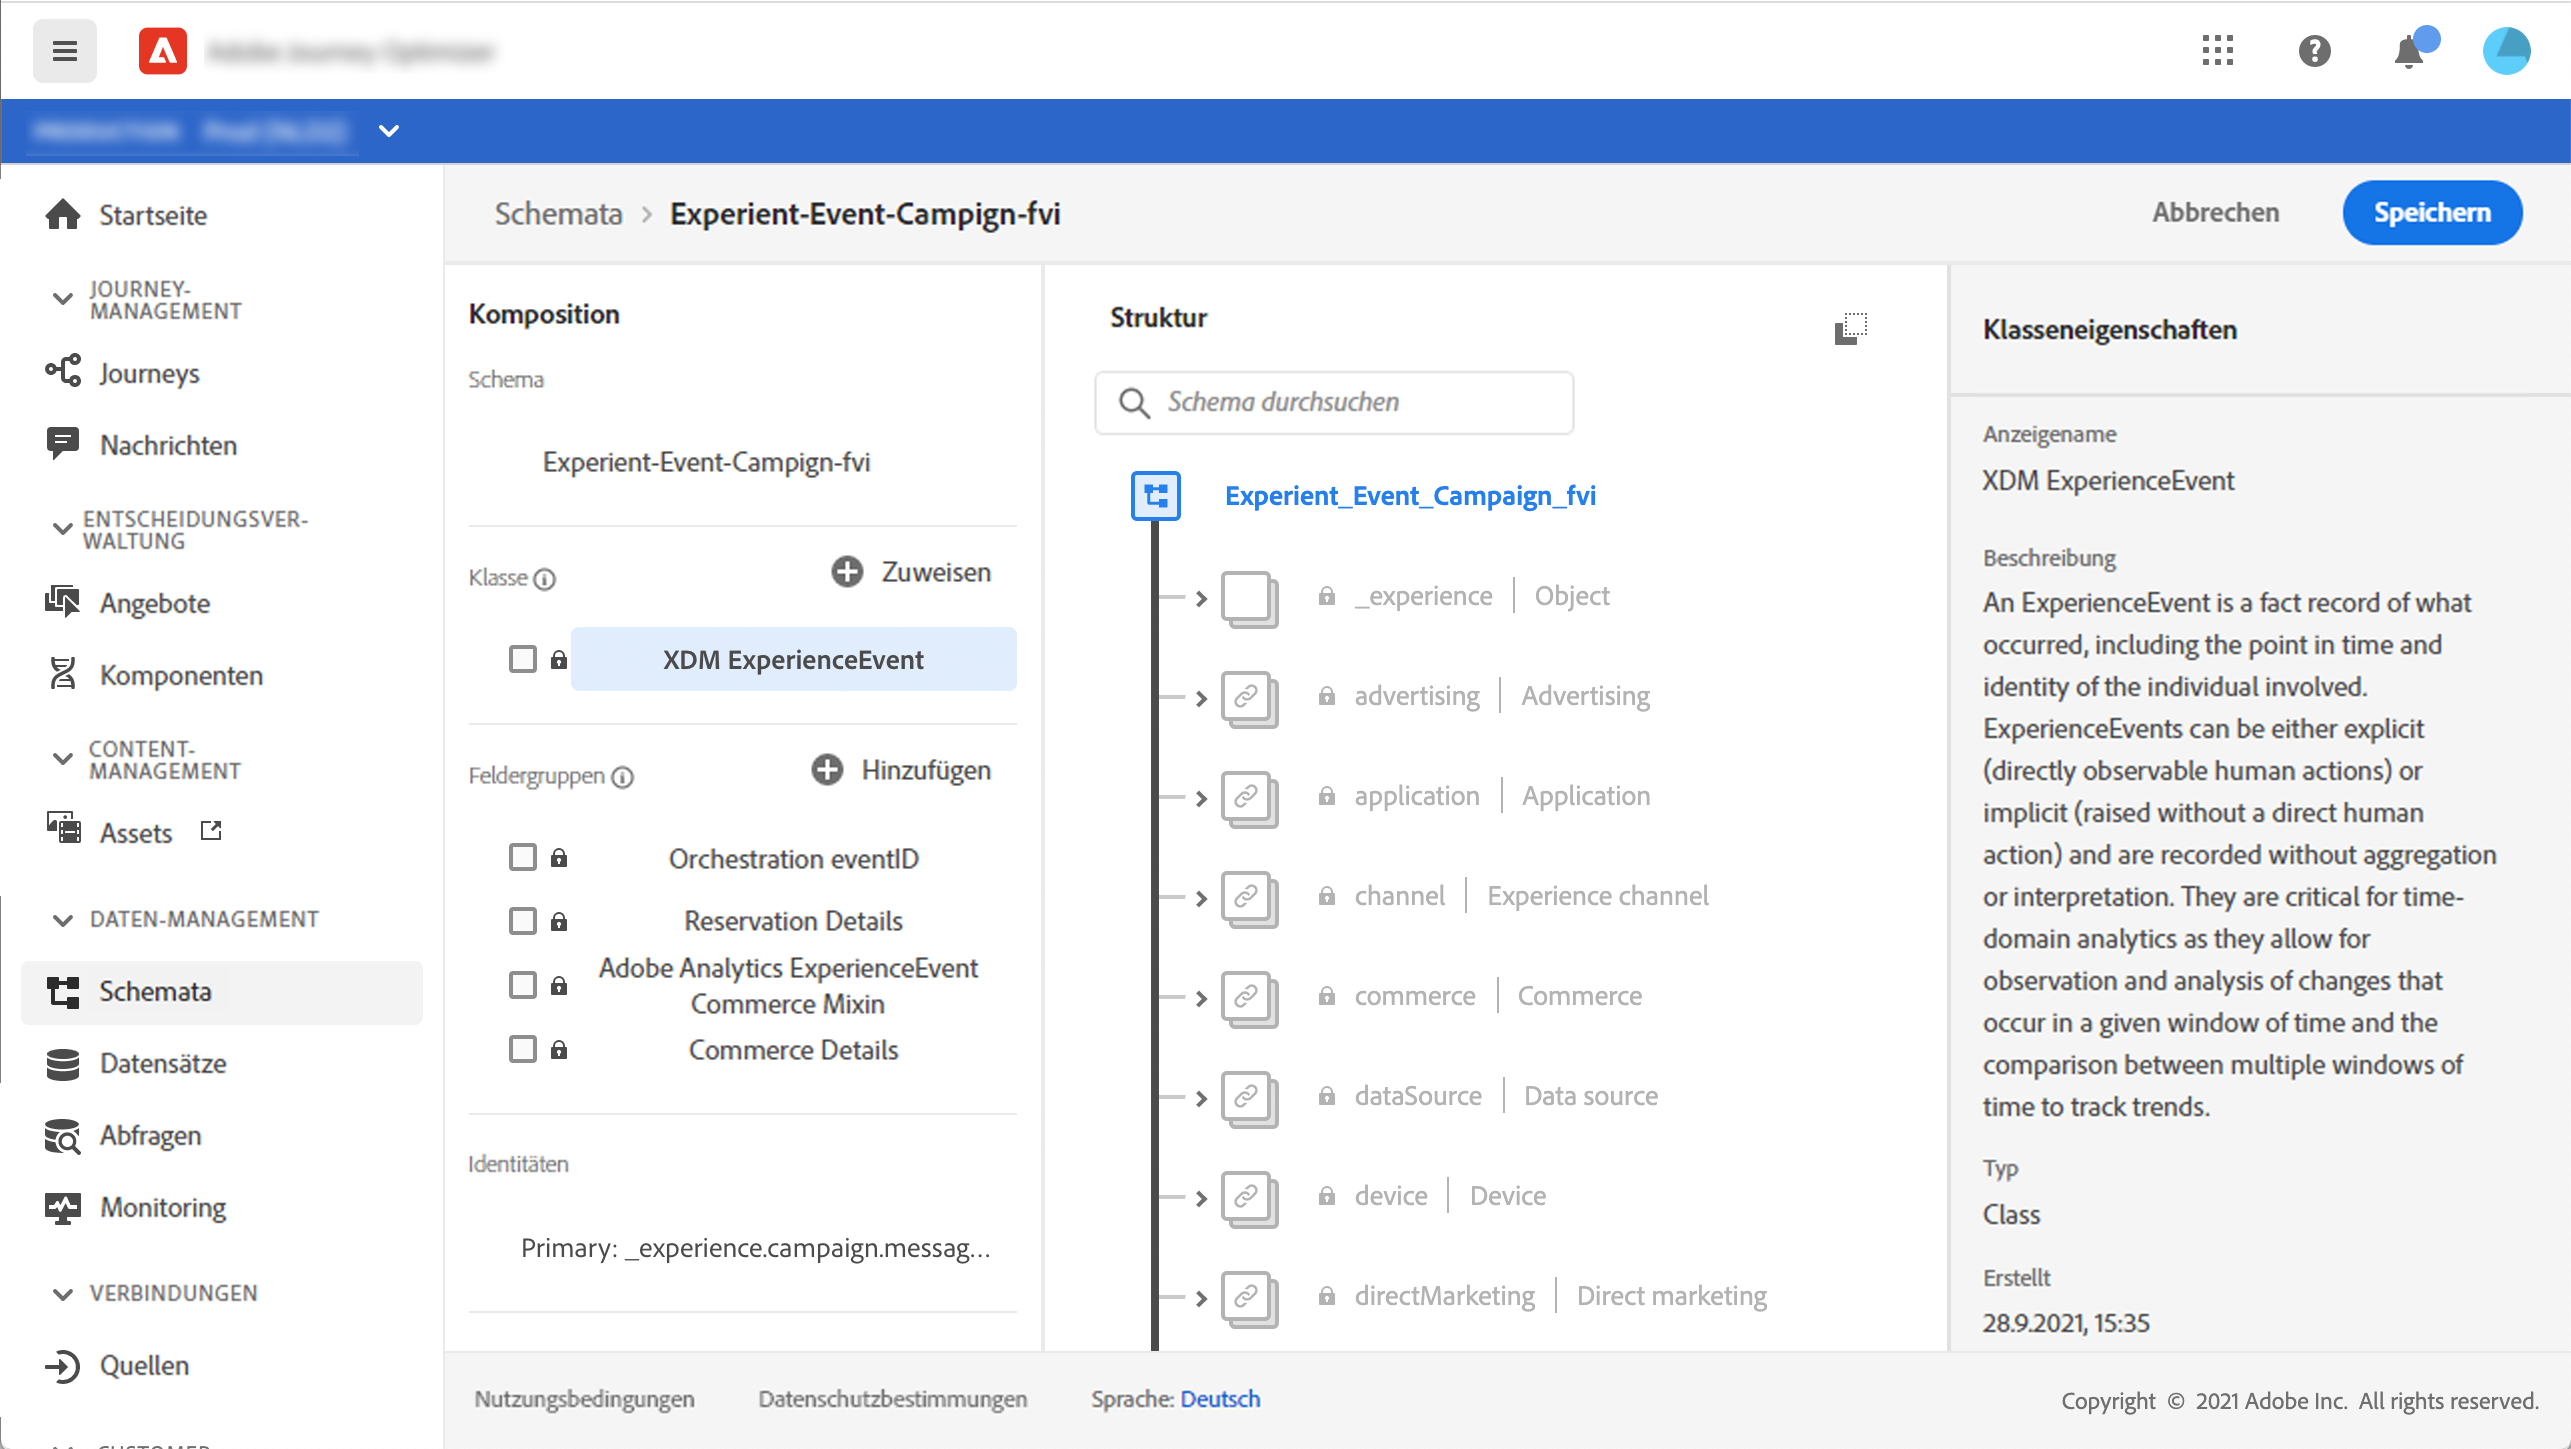 Startseite
JOURNEY-
MANAGEMENT
Journeys
Nachrichten
ENTSCHEIDUNGSVER-
WALTUNG
Angebote
Komponenten
CONTENT-
MANAGEMENT
Assets
DATEN-MANAGEMENT
Schemata
Datensätze
Abfragen
Monitoring
VERBINDUNGEN
Quellen
Schemata > Experient-Event-Campign-fvi
Abbrechen
Speichern
Komposition
Schema
Experient-Event-Campign-fvi
Klasse
Zuweisen
XDM ExperienceEvent
Feldergruppen
Hinzufügen
Orchestration eventID
Reservation Details
Adobe Analytics ExperienceEvent
Commerce Mixin
Commerce Details
Identitäten
Primary: _experience.campaign.messag...
Struktur
Schema durchsuchen
Experient_Event_Campaign_fvi
_experience | Object
advertising | Advertising
application | Application
channel | Experience channel
commerce | Commerce
dataSource | Data source
device | Device
directMarketing | Direct marketing
Klasseneigenschaften
Anzeigename
XDM ExperienceEvent
Beschreibung
An ExperienceEvent is a fact record of what
occurred, including the point in time and
identity of the individual involved.
ExperienceEvents can be either explicit
(directly observable human actions) or
implicit (raised without a direct human
action) and are recorded without aggregation
or interpretation. They are critical for time-
domain analytics as they allow for
observation and analysis of changes that
occur in a given window of time and the
comparison between multiple windows of
time to track trends.
Typ
Class
Erstellt
28.9.2021, 15:35
Nutzungsbedingungen
Datenschutzbestimmungen
Sprache: Deutsch
Copyright © 2021 Adobe Inc. All rights reserved.